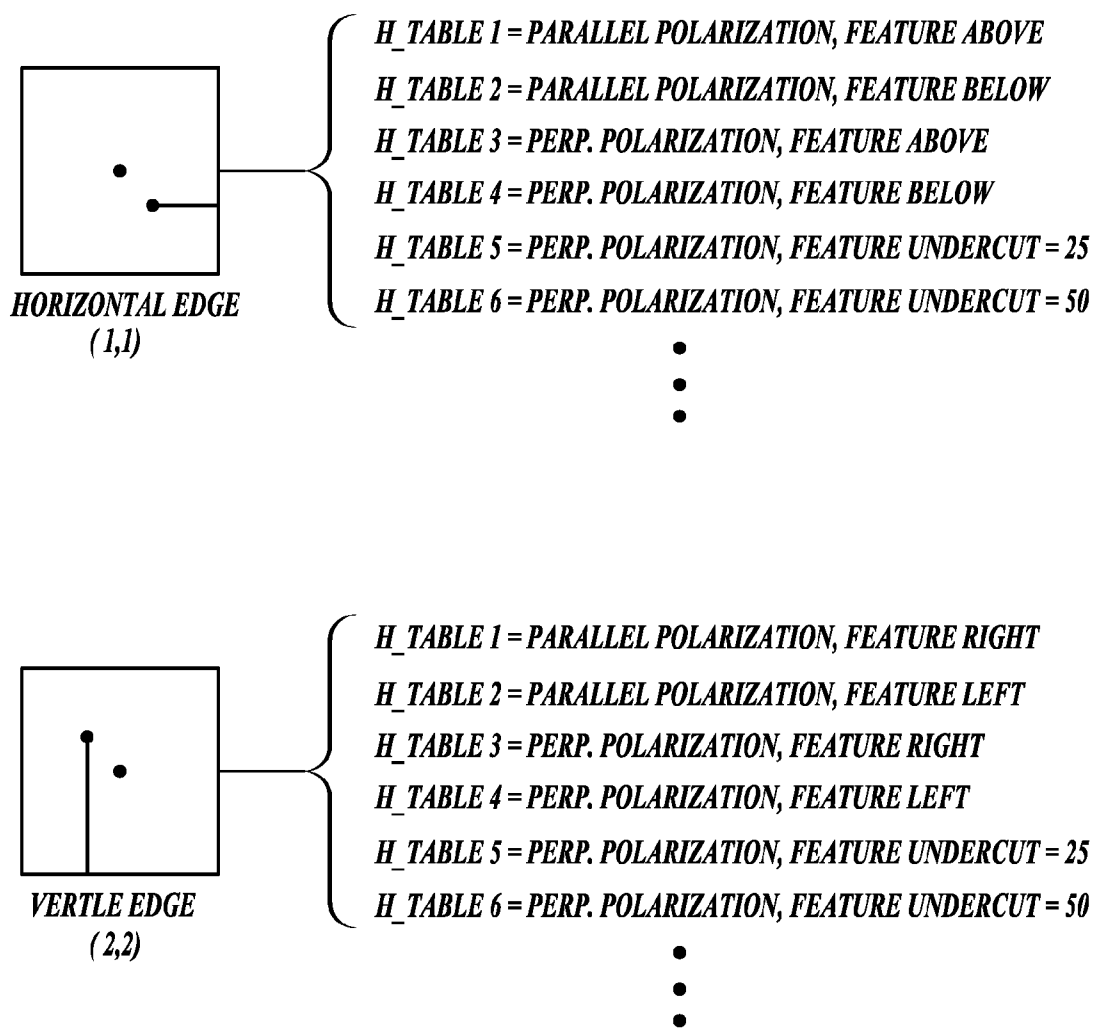 H_TABLE 1 = PARALLEL POLARIZATION, FEATURE ABOVE
H_TABLE 2 = PARALLEL POLARIZATION, FEATURE BELOW
H_TABLE 3 = PERP. POLARIZATION, FEATURE ABOVE
H_TABLE 4 = PERP. POLARIZATION, FEATURE BELOW
H_TABLE 5 = PERP. POLARIZATION, FEATURE UNDERCUT = 25
H_TABLE 6 = PERP. POLARIZATION, FEATURE UNDERCUT = 50
HORIZONTAL EDGE
( 1,1)
H_TABLE 1 = PARALLEL POLARIZATION, FEATURE RIGHT
H_TABLE 2 = PARALLEL POLARIZATION, FEATURE LEFT
H_TABLE 3 = PERP. POLARIZATION, FEATURE RIGHT
H_TABLE 4 = PERP. POLARIZATION, FEATURE LEFT
H_TABLE 5 = PERP. POLARIZATION, FEATURE UNDERCUT = 25
H_TABLE 6 = PERP. POLARIZATION, FEATURE UNDERCUT = 50
VERTLE EDGE
( 2,2)